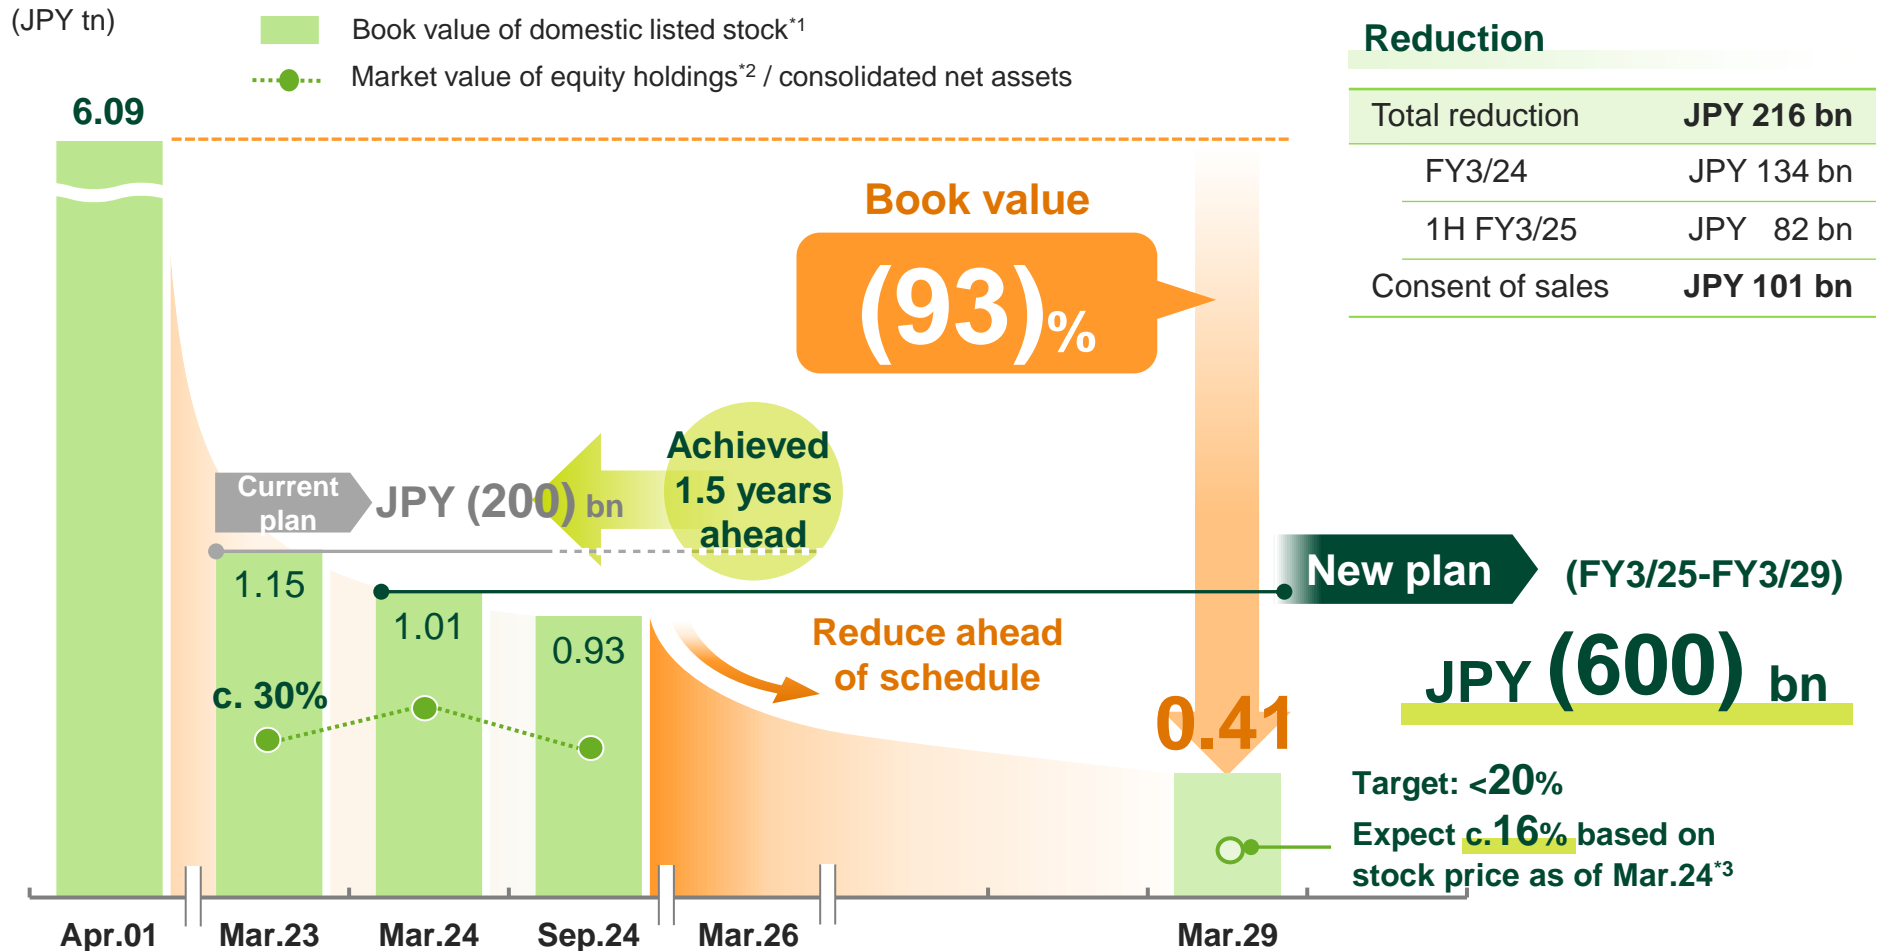 (JPY tn)
Book value of domestic listed stock*1
Market value of equity holdings*2 / consolidated net assets
Reduction
Total reduction JPY 216 bn
FY3/24 JPY 134 bn
1H FY3/25 JPY 82 bn
Consent of sales JPY 101 bn
6.09
Book value
(93)%
Current
plan
JPY (200) bn
Achieved
1.5 years
ahead
1.15
1.01
0.93
c. 30%
Reduce ahead
of schedule
0.41
New plan (FY3/25-FY3/29)
JPY (600) bn
Target: <20%
Expect c.16% based on
stock price as of Mar.24*3
Apr.01 Mar.23 Mar.24 Sep.24 Mar.26 Mar.29